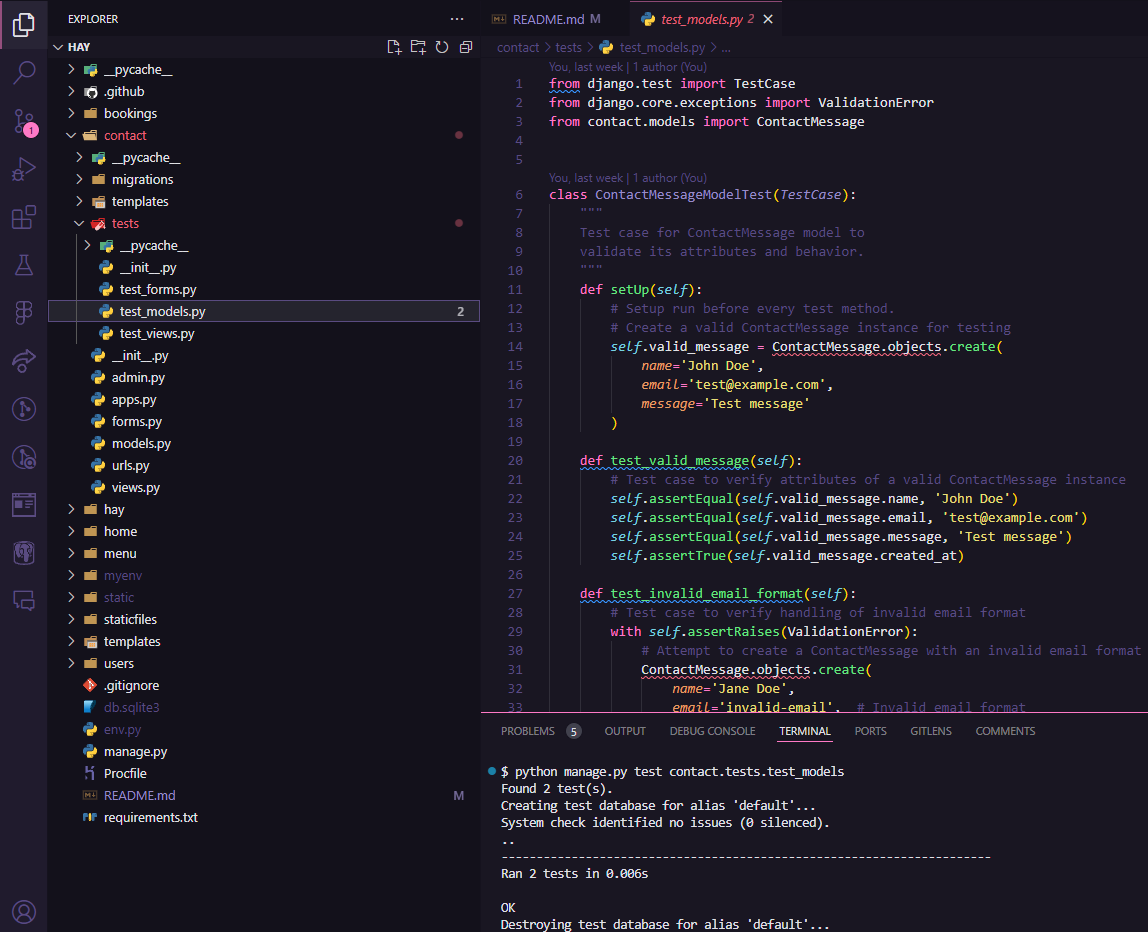 EXPLORER
HAY
__pycache__
.github
bookings
contact
__pycache__
migrations
templates
tests
__pycache__
__init__.py
test_forms.py
test_models.py 2
test_views.py
__init__.py
admin.py
apps.py
forms.py
models.py
urls.py
views.py
hay
home
menu
myenv
static
staticfiles
templates
users
.gitignore
db.sqlite3
env.py
manage.py
Procfile
README.md M
requirements.txt
1
README.md M test_models.py 2
contact > tests > test_models.py > ...
You, last week | 1 author (You)
1 from django.test import TestCase
2 from django.core.exceptions import ValidationError
3 from contact.models import ContactMessage
4
5
You, last week | 1 author (You)
6 class ContactMessageModelTest(TestCase):
7 """
8 Test case for ContactMessage model to
9 validate its attributes and behavior.
10 """
11 def setUp(self):
12 # Setup run before every test method.
13 # Create a valid ContactMessage instance for testing
14 self.valid_message = ContactMessage.objects.create(
15 name='John Doe',
16 email='test@example.com',
17 message='Test message'
18 )
19
20 def test_valid_message(self):
21 # Test case to verify attributes of a valid ContactMessage instance
22 self.assertEqual(self.valid_message.name, 'John Doe')
23 self.assertEqual(self.valid_message.email, 'test@example.com')
24 self.assertEqual(self.valid_message.message, 'Test message')
25 self.assertTrue(self.valid_message.created_at)
26
27 def test_invalid_email_format(self):
28 # Test case to verify handling of invalid email format
29 with self.assertRaises(ValidationError):
30 # Attempt to create a ContactMessage with an invalid email format
31 ContactMessage.objects.create(
32 name='Jane Doe',
33 email='invalid-email', # Invalid email format
PROBLEMS 5 OUTPUT DEBUG CONSOLE TERMINAL PORTS GITLENS COMMENTS
$ python manage.py test contact.tests.test_models
Found 2 test(s).
Creating test database for alias 'default'...
System check identified no issues (0 silenced).
..
----------------------------------------------------------------------
Ran 2 tests in 0.006s
OK
Destroying test database for alias 'default'...